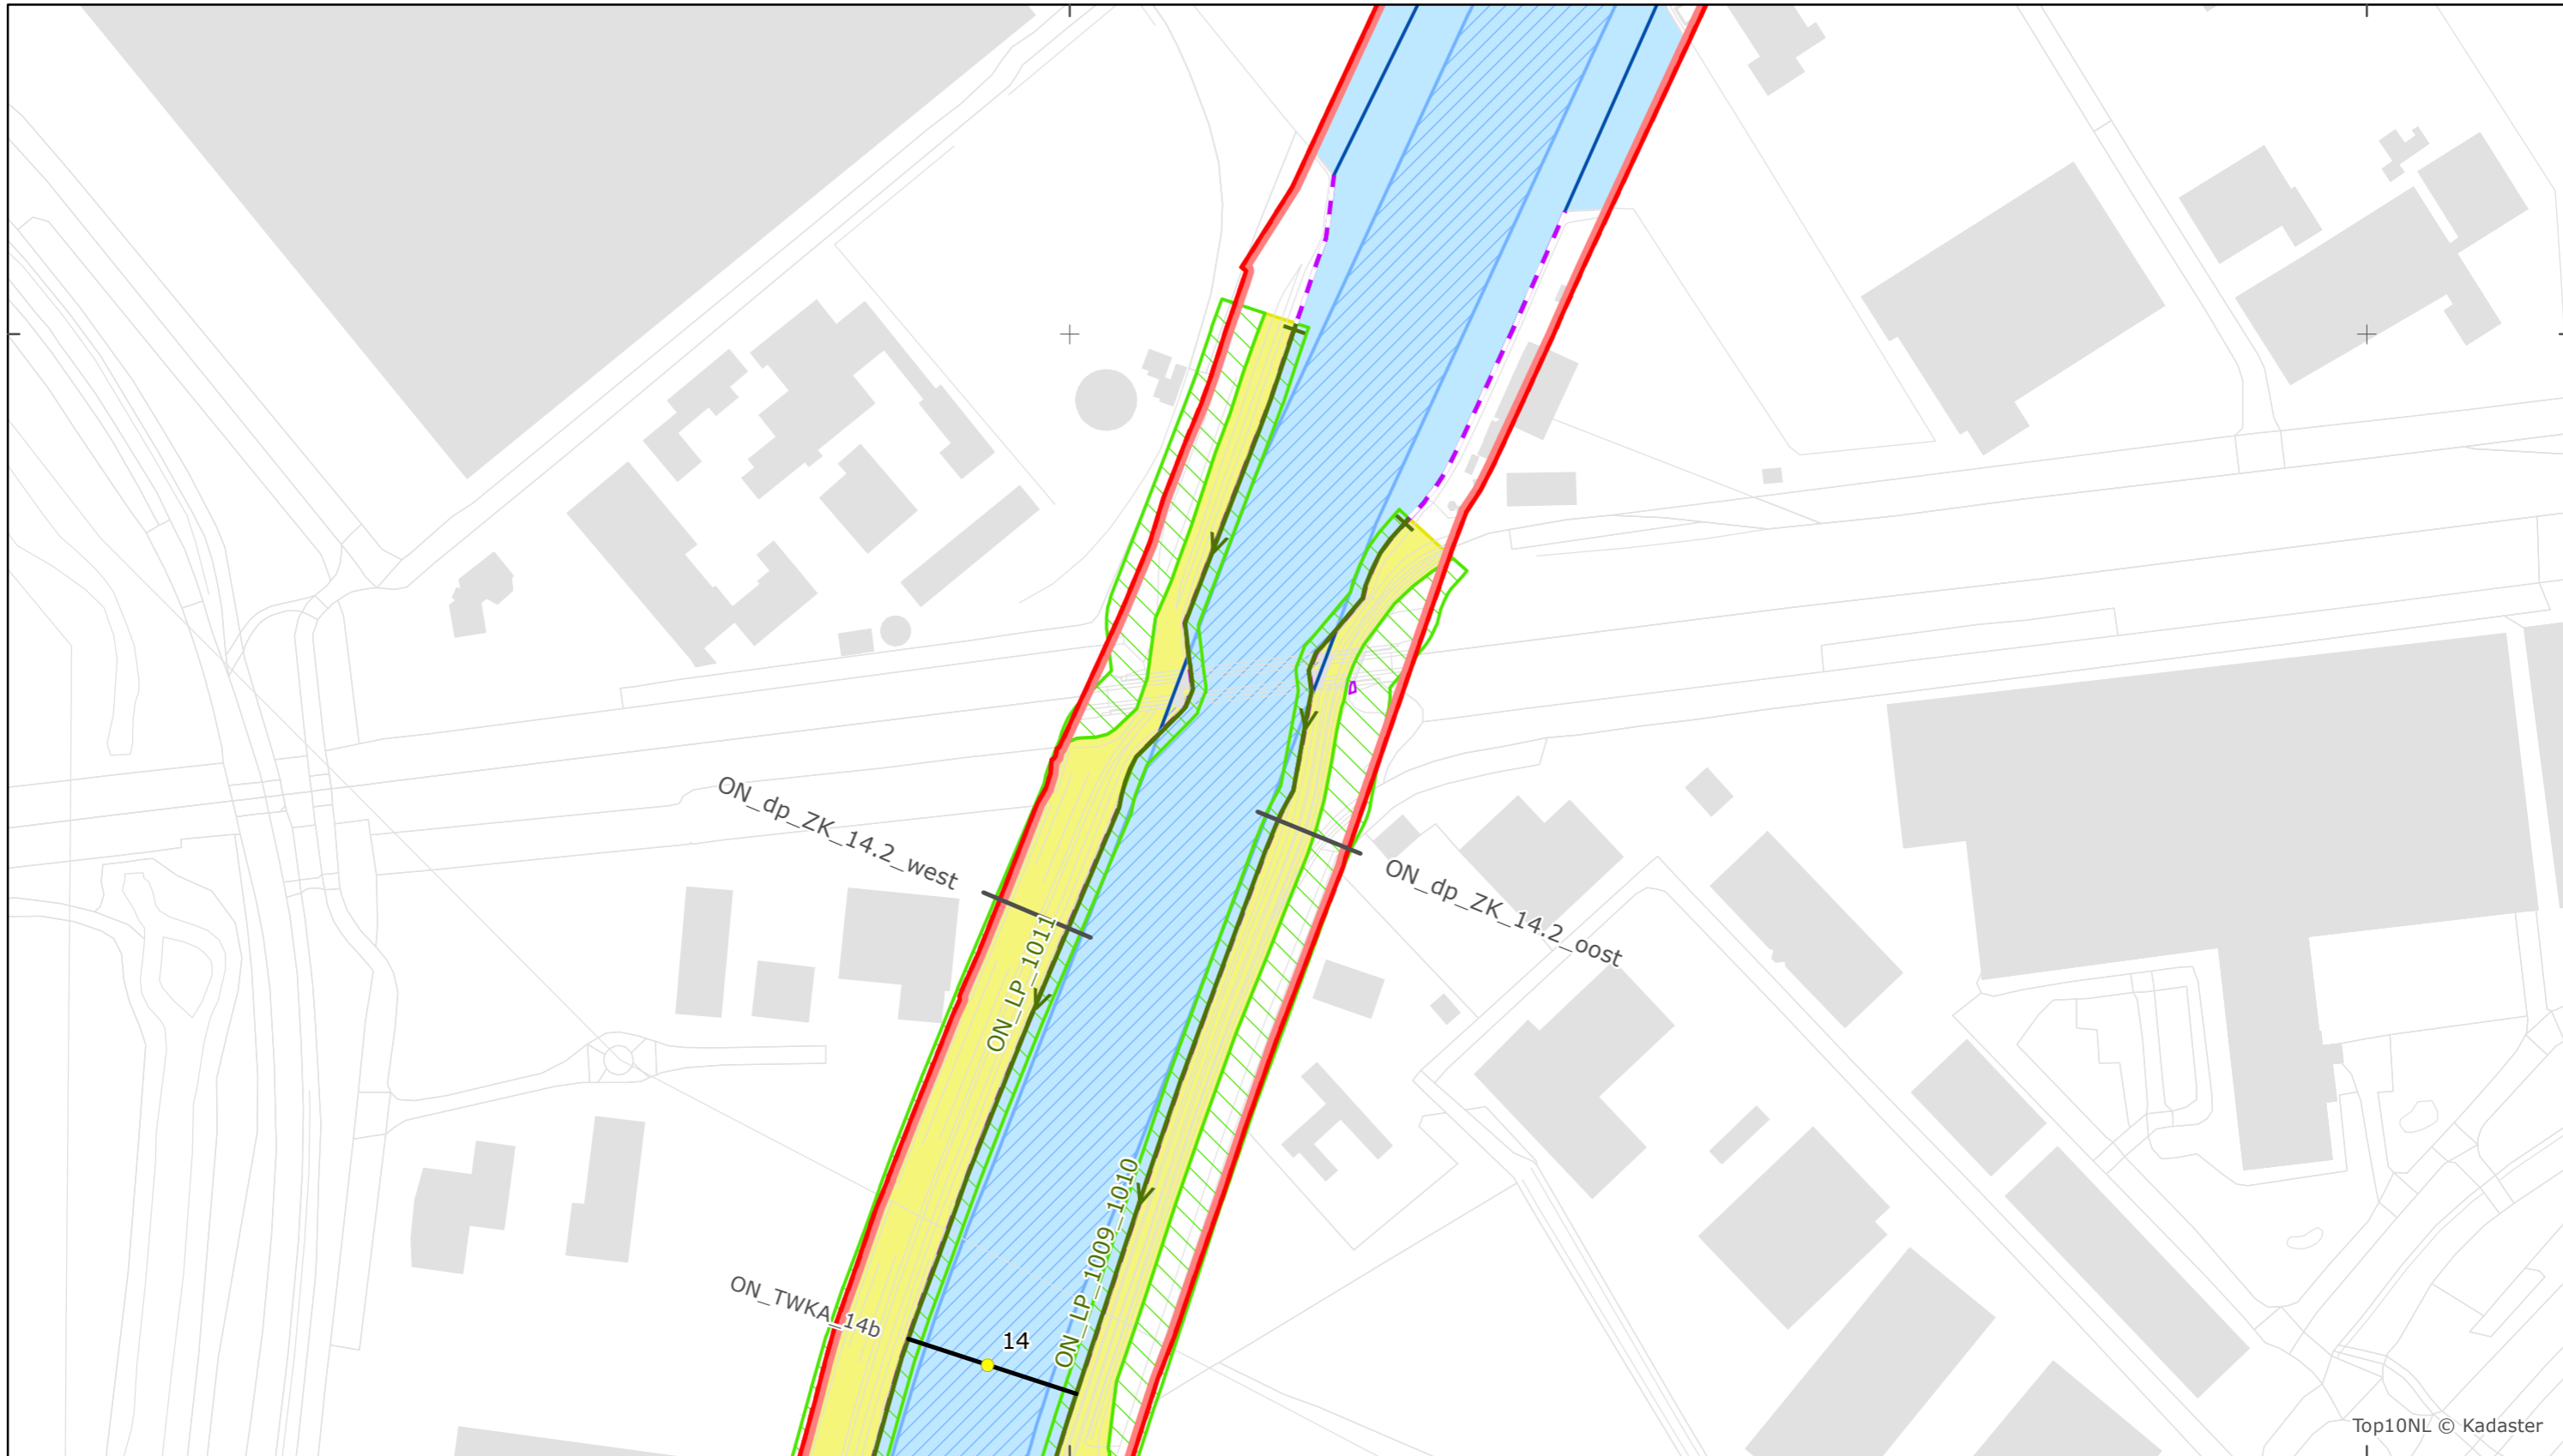 ON_dp_ZK_14.2_west
ON_dp_ZK_14.2_oost
ON_LP_1011
ON_LP_1009_1010
ON_TWKA_14b
14
Top10NL © Kadaster